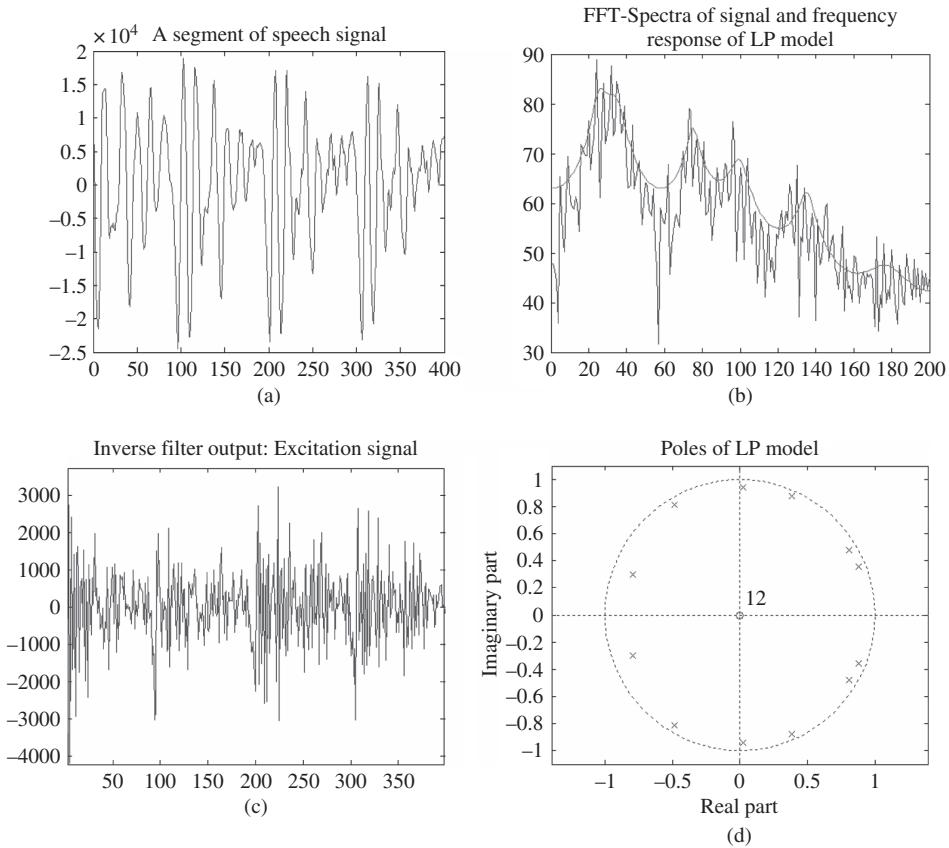 ×10⁴ A segment of speech signal
2
1.5
1
0.5
0
−0.5
−1
−1.5
−2
−2.5
0 50 100 150 200 250 300 350 400
(a)
FFT-Spectra of signal and frequency
response of LP model
90
80
70
60
50
40
30
0 20 40 60 80 100 120 140 160 180 200
(b)
Inverse filter output: Excitation signal
3000
2000
1000
0
−1000
−2000
−3000
−4000
50 100 150 200 250 300 350
(c)
Poles of LP model
Imaginary part
1
0.8
0.6
0.4
0.2
0
−0.2
−0.4
−0.6
−0.8
−1
12
−1 −0.5 0 0.5 1
Real part
(d)